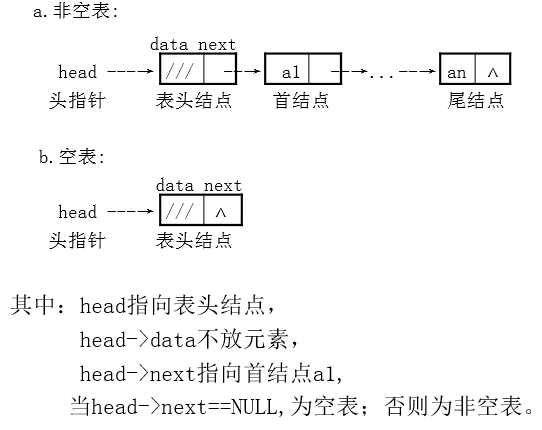 a.非空表:
data next
head ----→ /// ---→ a1 ---→...---→ an ∧
头指针 表头结点 首结点 尾结点
b.空表:
data next
head ----→ /// ∧
头指针 表头结点
其中：head指向表头结点，
head->data不放元素，
head->next指向首结点a1,
当head->next==NULL,为空表；否则为非空表。